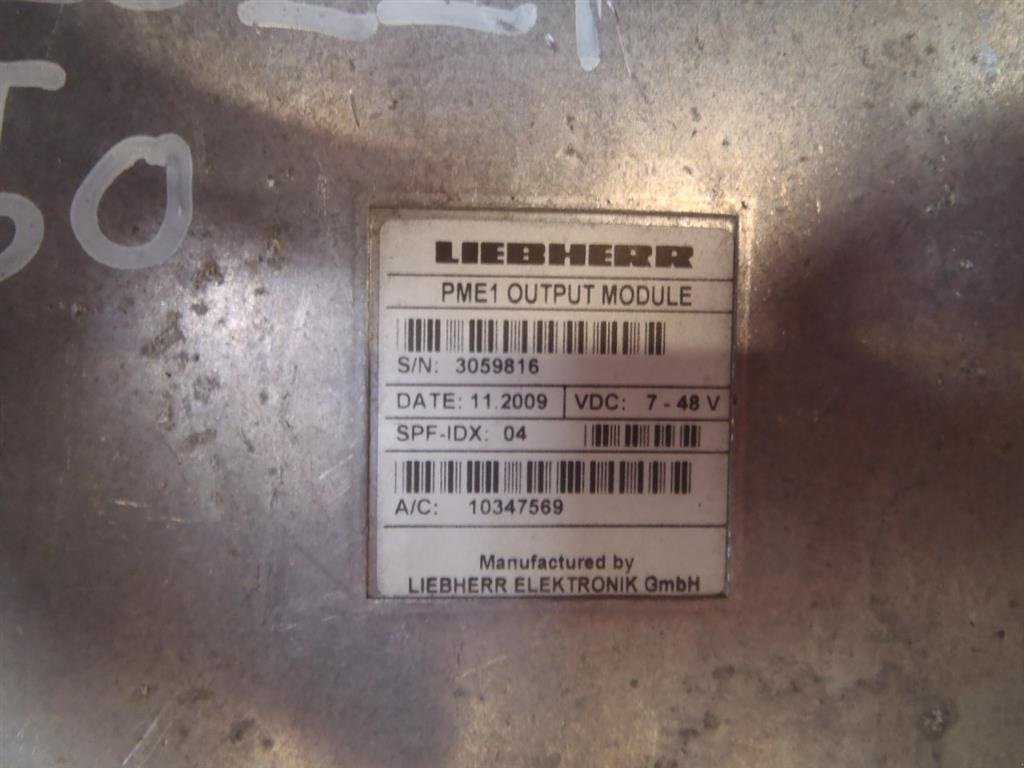 50
LIEBHERR
PME1 OUTPUT MODULE
S/N: 3059816
DATE: 11.2009 VDC: 7 - 48 V
SPF-IDX: 04
A/C: 10347569
Manufactured by
LIEBHERR ELEKTRONIK GmbH